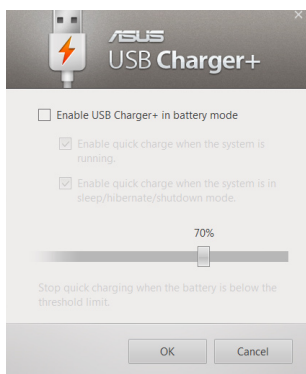 ASUS
USB Charger+
Enable USB Charger+ in battery mode
Enable quick charge when the system is
running.
Enable quick charge when the system is in
sleep/hibernate/shutdown mode.
70%
Stop quick charging when the battery is below the
threshold limit.
OK
Cancel